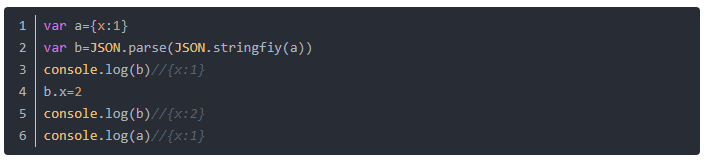 1 var a={x:1}
2 var b=JSON.parse(JSON.stringfiy(a))
3 console.log(b)//{x:1}
4 b.x=2
5 console.log(b)//{x:2}
6 console.log(a)//{x:1}